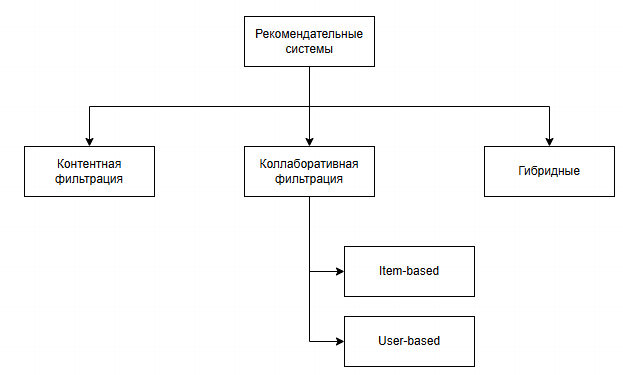 Рекомендательные
системы
Контентная
фильтрация
Коллаборативная
фильтрация
Гибридные
Item-based
User-based